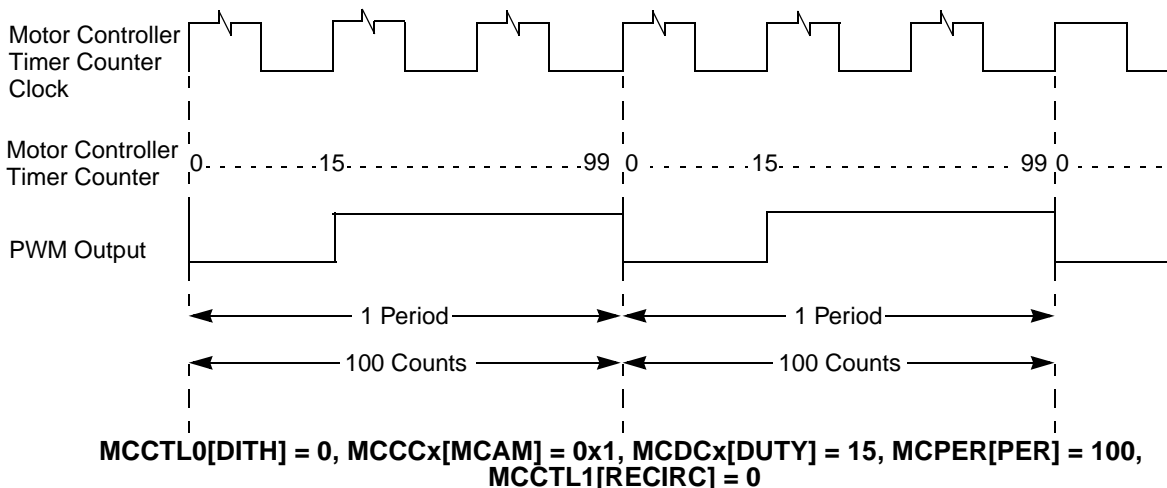 Motor Controller
Timer Counter
Clock
Motor Controller
Timer Counter
0 15 99 0 15 99 0
PWM Output
1 Period 1 Period
100 Counts 100 Counts
MCCTL0[DITH] = 0, MCCCx[MCAM] = 0x1, MCDCx[DUTY] = 15, MCPER[PER] = 100,
MCCTL1[RECIRC] = 0